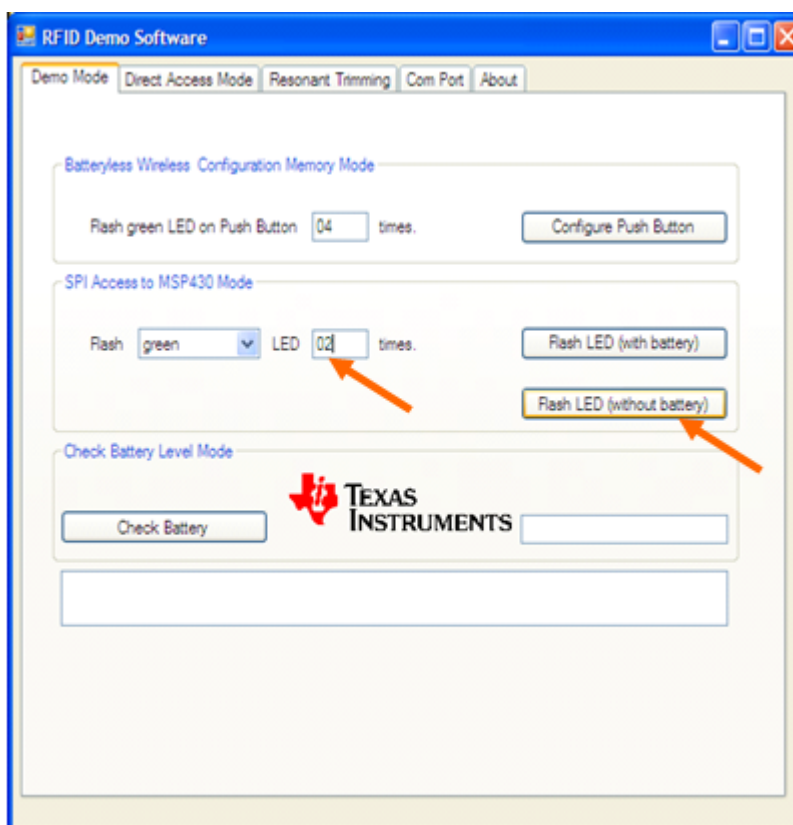 RFID Demo Software
Demo Mode Direct Access Mode Resonant Trimming Com Port About
Batteryless Wireless Configuration Memory Mode
Flash green LED on Push Button 04 times. Configure Push Button
SPI Access to MSP430 Mode
Flash green LED 02 times. Flash LED (with battery)
Flash LED (without battery)
Check Battery Level Mode
Check Battery
TEXAS
INSTRUMENTS